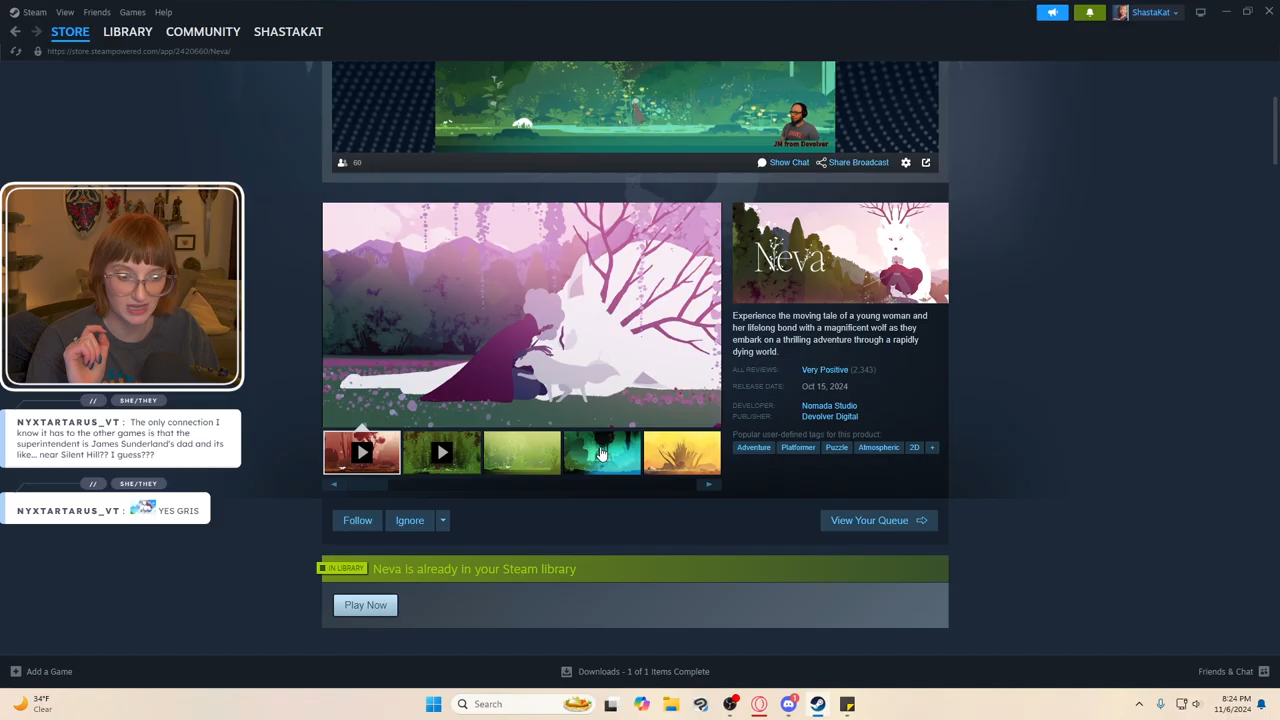 Steam View Friends Games Help
ShastaKat
STORE LIBRARY COMMUNITY SHASTAKAT
https://store.steampowered.com/app/2420660/Neva/
JM from Devolver
60
Show Chat Share Broadcast
Neva
Experience the moving tale of a young woman and
her lifelong bond with a magnificent wolf as they
embark on a thrilling adventure through a rapidly
dying world.
ALL REVIEWS: Very Positive (2,343)
RELEASE DATE: Oct 15, 2024
DEVELOPER: Nomada Studio
PUBLISHER: Devolver Digital
Popular user-defined tags for this product:
Adventure Platformer Puzzle Atmospheric 2D +
// SHE/THEY
NYXTARTARUS_VT : The only connection I
know it has to the other games is that the
superintendent is James Sunderland's dad and its
like... near Silent Hill?? I guess???
// SHE/THEY
NYXTARTARUS_VT : YES GRIS
Follow Ignore View Your Queue
IN LIBRARY Neva is already in your Steam library
Play Now
Add a Game Downloads - 1 of 1 Items Complete Friends & Chat
34°F
Clear
Search
1
8:24 PM
11/6/2024